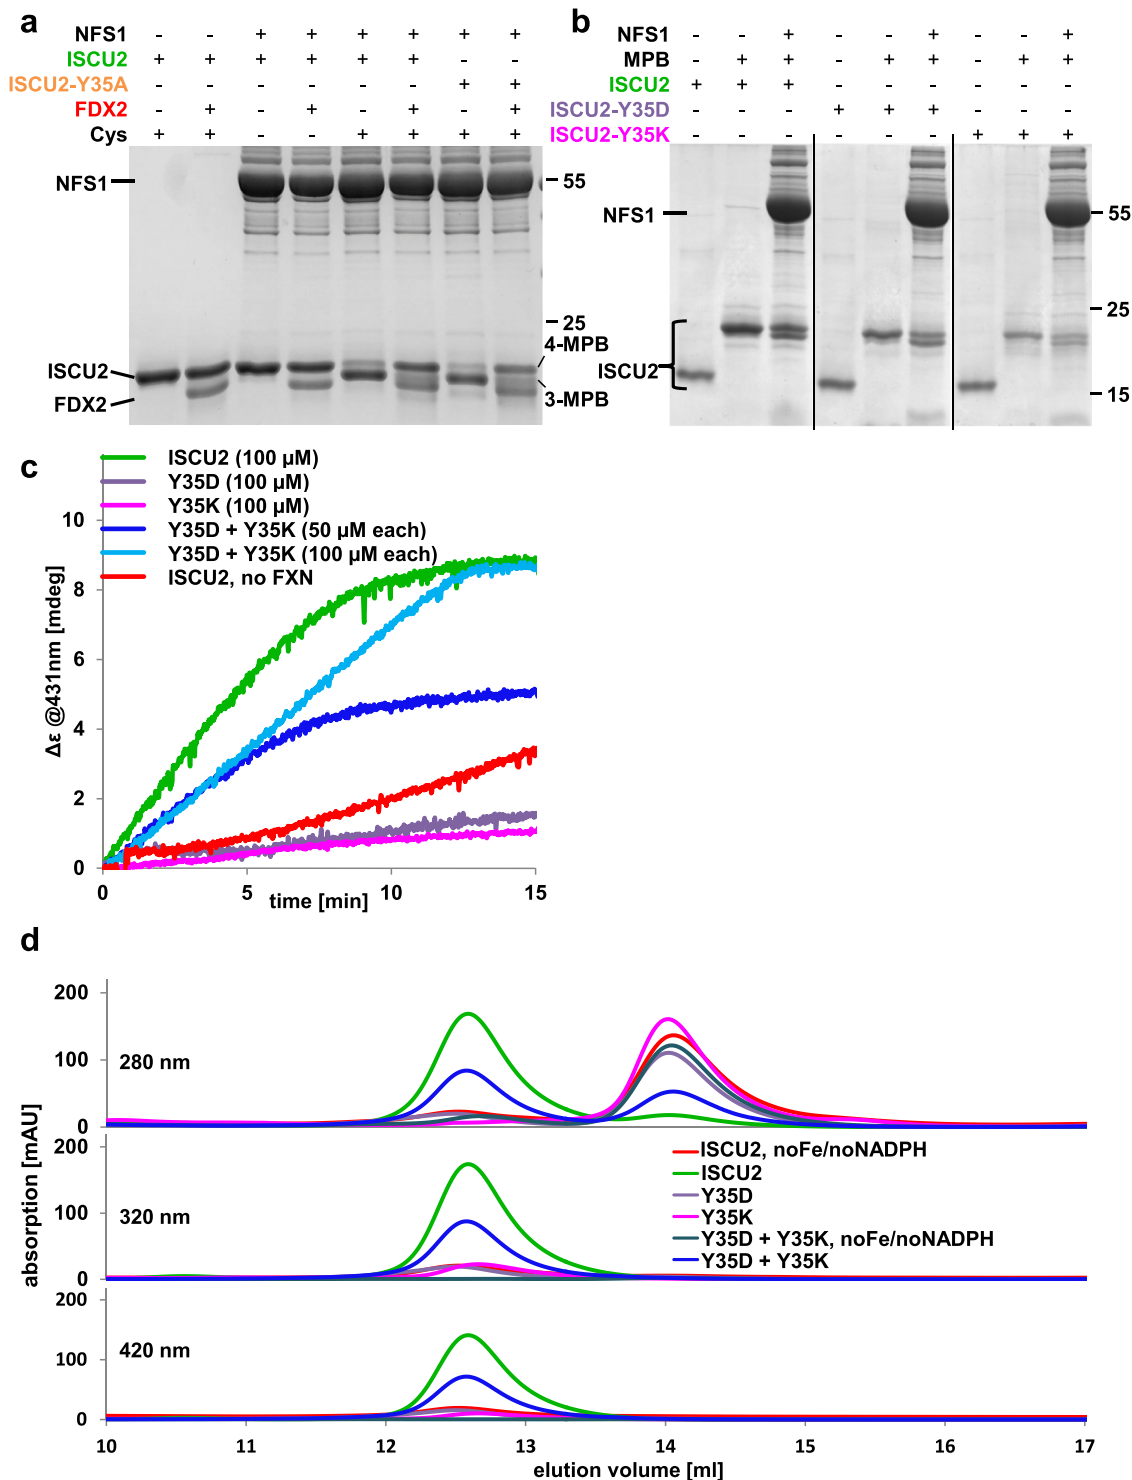 a
NFS1 - - + + + + + +
ISCU2 + + + + + + - -
ISCU2-Y35A - - - - - - + +
FDX2 - + - + - + - +
Cys + + - - + + + +
NFS1
55
25
4-MPB
ISCU2
FDX2
3-MPB
b
NFS1 - - + - - + - - +
MPB - + + - + + - + +
ISCU2 + + + - - - - - -
ISCU2-Y35D - - - + + + - - -
ISCU2-Y35K - - - - - - + + +
NFS1
55
25
ISCU2
15
c
ISCU2 (100 µM)
Y35D (100 µM)
Y35K (100 µM)
Y35D + Y35K (50 µM each)
Y35D + Y35K (100 µM each)
ISCU2, no FXN
Δε @431nm [mdeg]
10
8
6
4
2
0
0 5 10 15
time [min]
d
absorption [mAU]
200
100
0
280 nm
200
100
0
320 nm
ISCU2, noFe/noNADPH
ISCU2
Y35D
Y35K
Y35D + Y35K, noFe/noNADPH
Y35D + Y35K
200
100
0
420 nm
10 11 12 13 14 15 16 17
elution volume [ml]